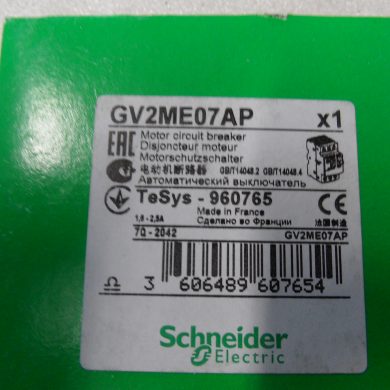 GV2ME07AP x1
EAC Motor circuit breaker
Disjoncteur moteur
Motorschutzschalter
电动机断路器 GB/T14048.2 GB/T14048.4
Автоматический выключатель
TeSys - 960765 CE
1,6 - 2,5A Made in France
Сделано во Франции 法国制造
7Q - 2042 GV2ME07AP
3 606489 607654
Schneider
Electric